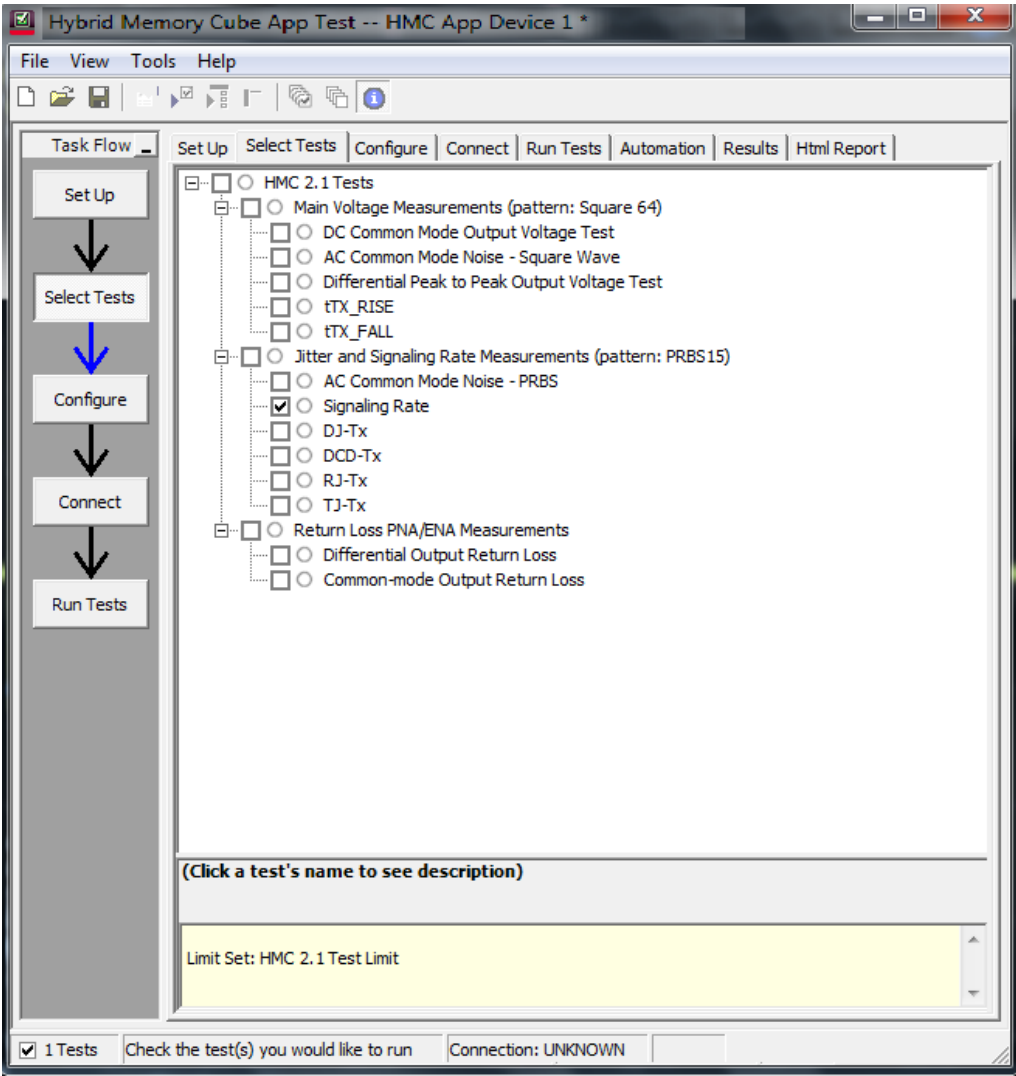 Hybrid Memory Cube App Test -- HMC App Device 1 *
File View Tools Help
Task Flow
Set Up Select Tests Configure Connect Run Tests Automation Results Html Report
Set Up
Select Tests
Configure
Connect
Run Tests
HMC 2.1 Tests
Main Voltage Measurements (pattern: Square 64)
DC Common Mode Output Voltage Test
AC Common Mode Noise - Square Wave
Differential Peak to Peak Output Voltage Test
tTX_RISE
tTX_FALL
Jitter and Signaling Rate Measurements (pattern: PRBS15)
AC Common Mode Noise - PRBS
Signaling Rate
DJ-Tx
DCD-Tx
RJ-Tx
TJ-Tx
Return Loss PNA/ENA Measurements
Differential Output Return Loss
Common-mode Output Return Loss
(Click a test's name to see description)
Limit Set: HMC 2.1 Test Limit
1 Tests Check the test(s) you would like to run Connection: UNKNOWN